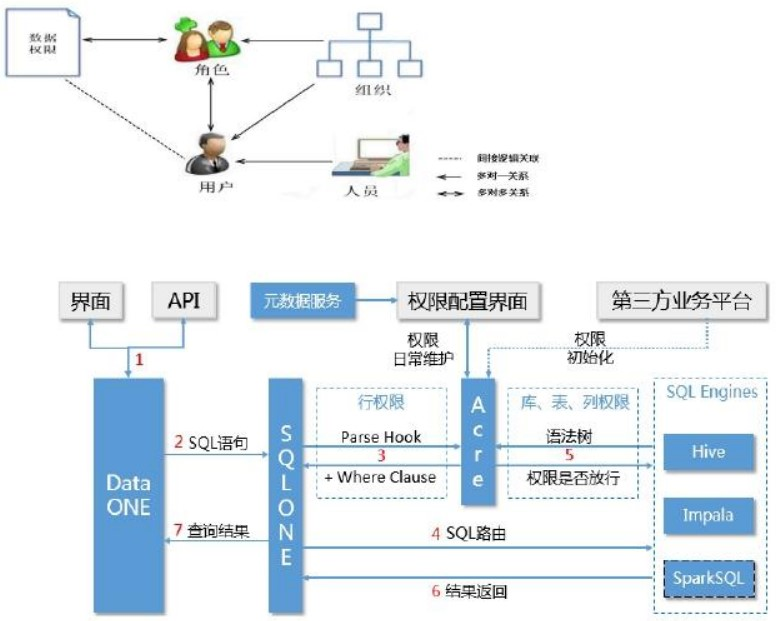 数据
权限
角色
组织
用户
人员
间接逻辑关联
多对一关系
多对多关系
界面
API
元数据服务
权限配置界面
第三方业务平台
1
权限
日常维护
权限
初始化
Data
ONE
2 SQL语句
7 查询结果
SQLONE
行权限
Parse Hook
3
+ Where Clause
Acre
库、表、列权限
语法树
5
权限是否放行
4 SQL路由
6 结果返回
SQL Engines
Hive
Impala
SparkSQL